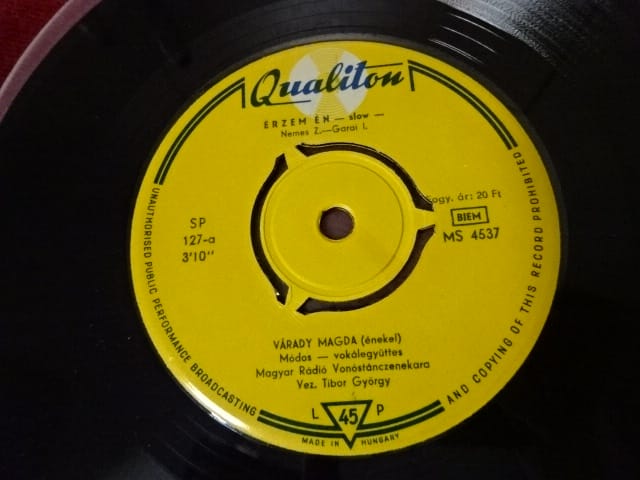 Qualiton
ÉRZEM ÉN — slow —
Nemes Z.—Garai I.
Fogy. ár: 20 Ft
SP
127-a
3'10"
BIEM
MS 4537
VÁRADY MAGDA (énekel)
Módos — vokálegyüttes
Magyar Rádió Vonóstánczenekara
Vez. Tibor György
L 45 P
MADE IN HUNGARY
UNAUTHORISED PUBLIC PERFORMANCE BROADCASTING
AND COPYING OF THIS RECORD PROHIBITED